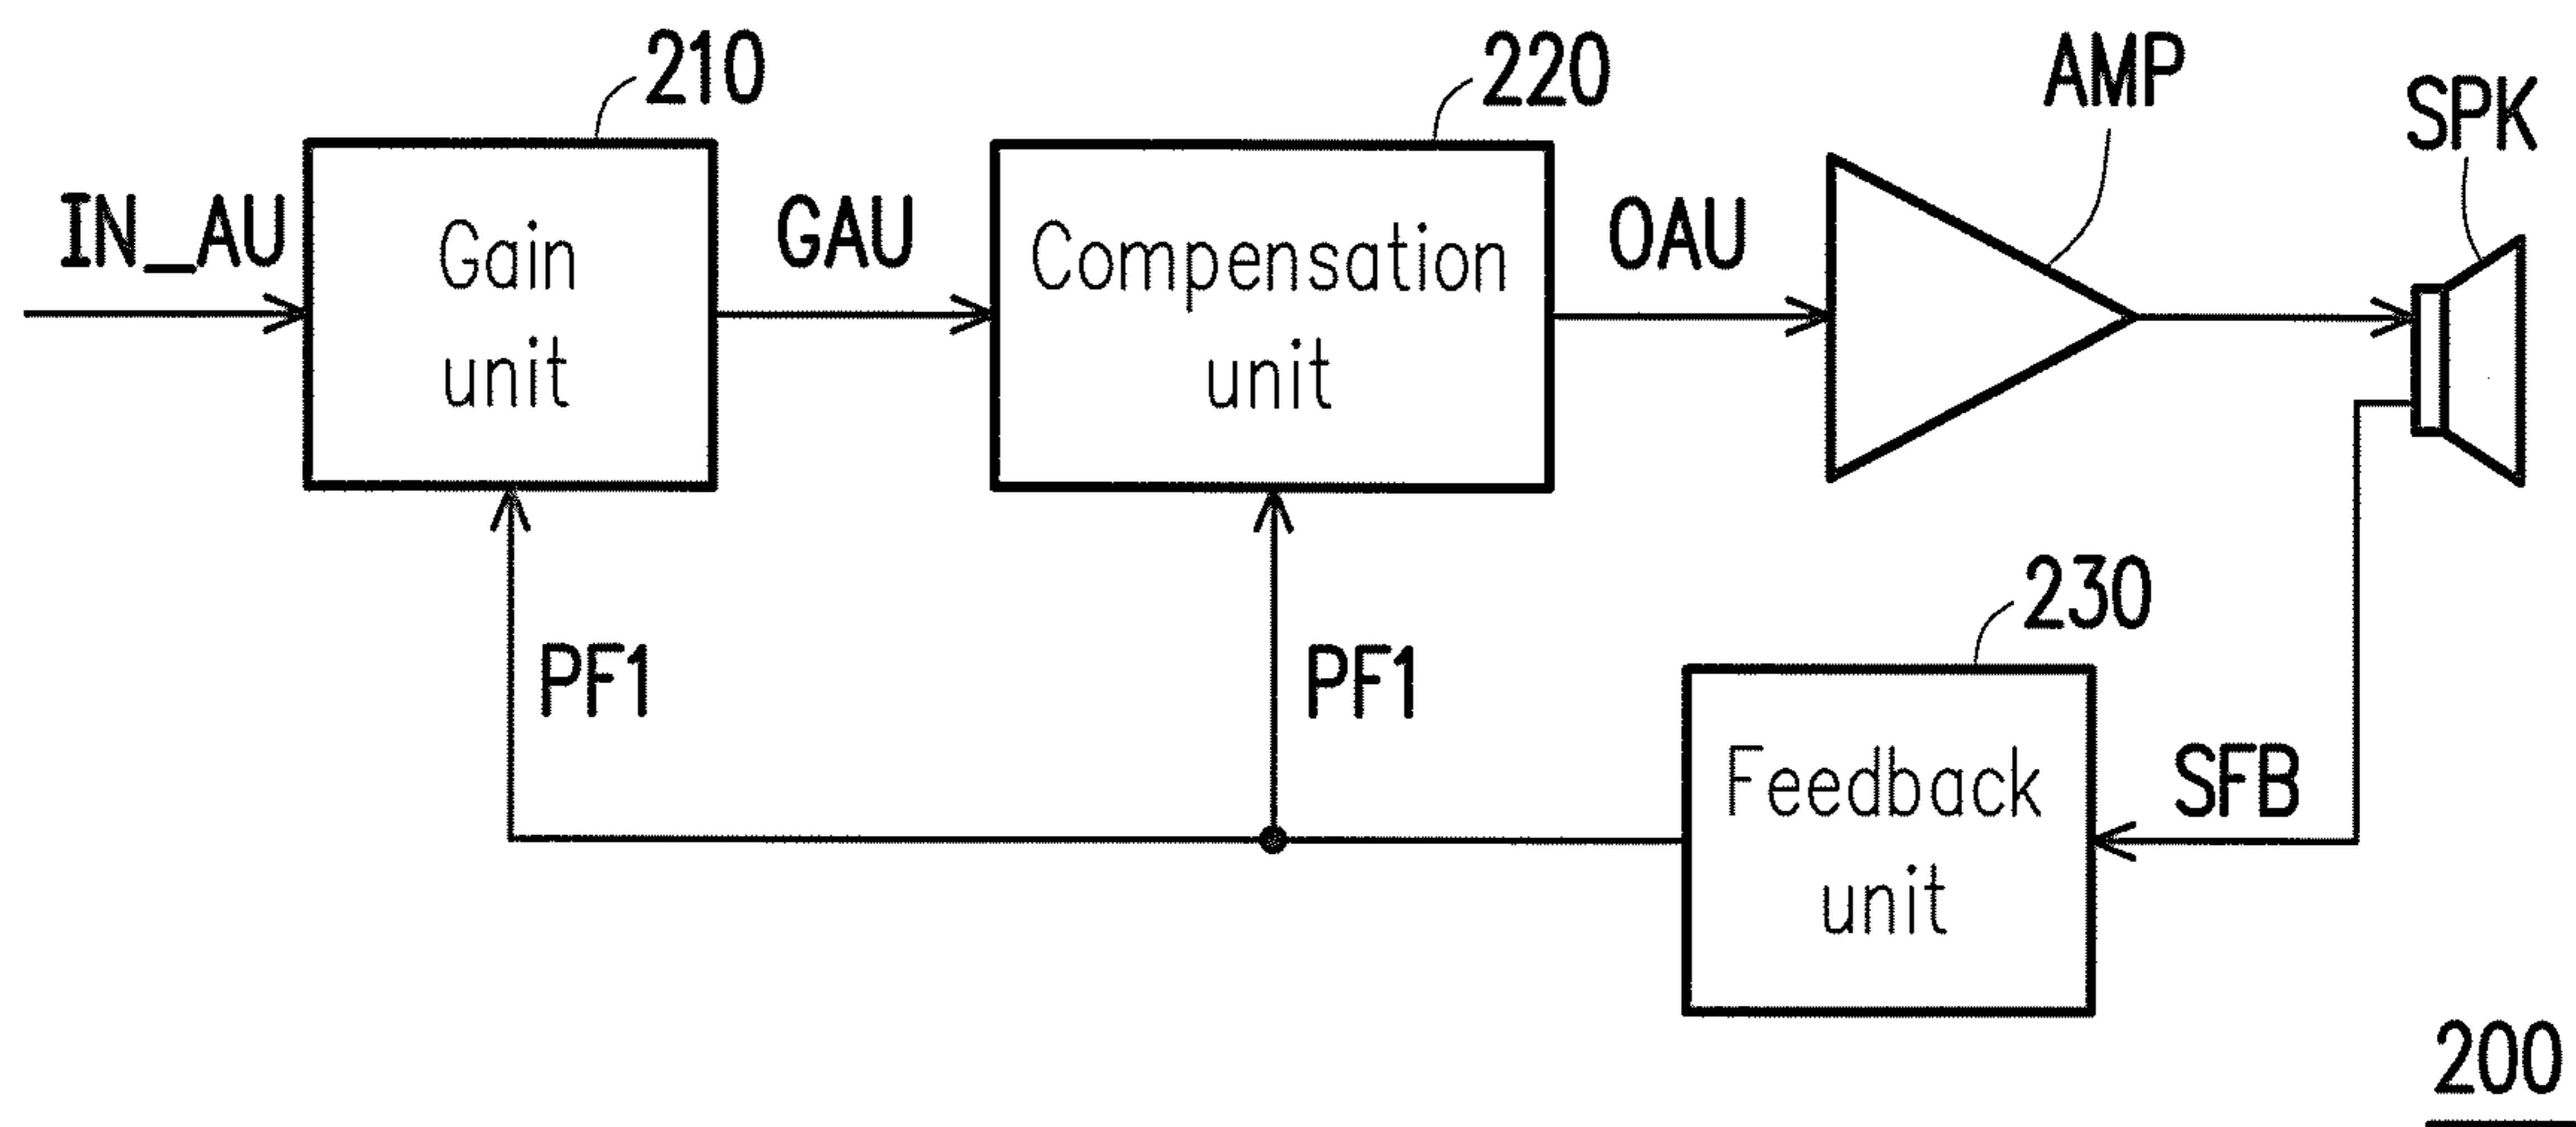 210
220
AMP
SPK
IN_AU
Gain
unit
GAU
Compensation
unit
OAU
PF1
PF1
230
Feedback
unit
SFB
200